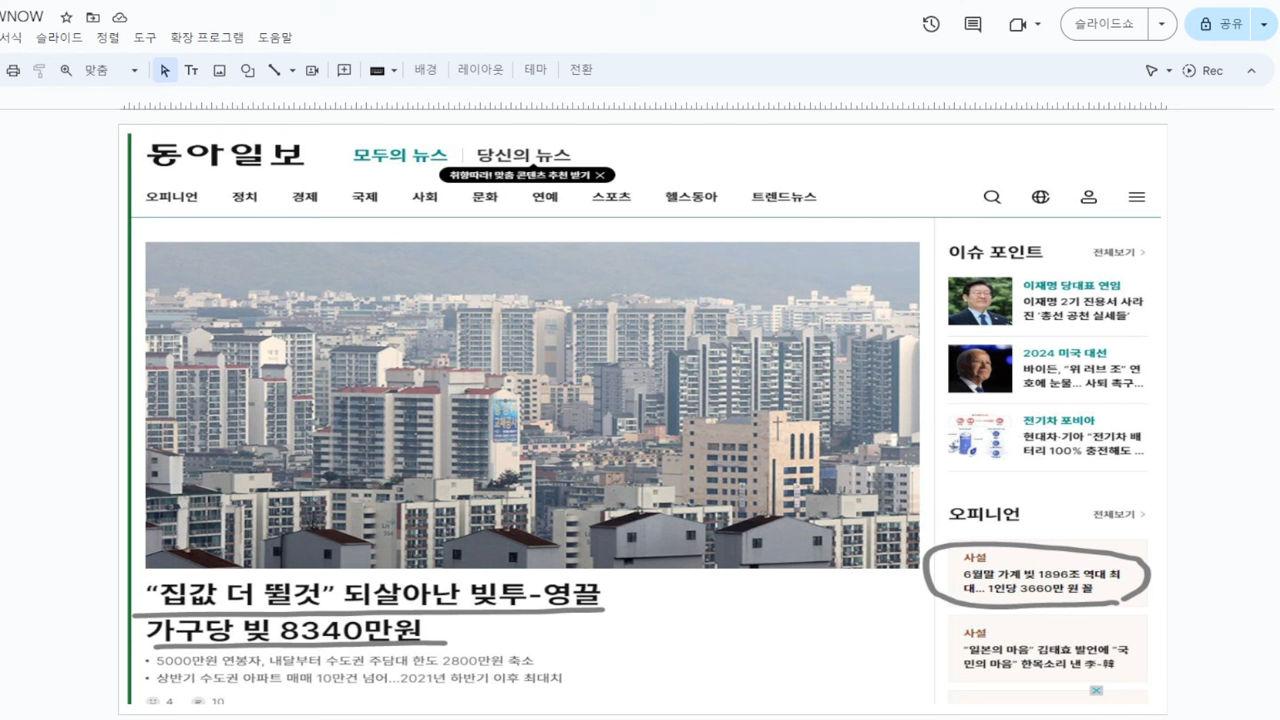 WNOW
서식 슬라이드 정렬 도구 확장 프로그램 도움말
슬라이드쇼
공유
맞춤
배경 레이아웃 테마 전환
Rec
동아일보
모두의 뉴스 당신의 뉴스
취향따라! 맞춤 콘텐츠 추천 받기 ×
오피니언 정치 경제 국제 사회 문화 연예 스포츠 헬스동아 트렌드뉴스
“집값 더 뛸것” 되살아난 빚투-영끌
가구당 빚 8340만원
• 5000만원 연봉자, 내달부터 수도권 주담대 한도 2800만원 축소
• 상반기 수도권 아파트 매매 10만건 넘어…2021년 하반기 이후 최대치
4 10
이슈 포인트 전체보기 >
이재명 당대표 연임
이재명 2기 진용서 사라
진 ‘총선 공천 실세들’
2024 미국 대선
바이든, “위 러브 조” 연
호에 눈물… 사퇴 촉구…
전기차 포비아
현대차·기아 “전기차 배
터리 100% 충전해도 …
오피니언 전체보기 >
사설
6월말 가계 빚 1896조 역대 최
대… 1인당 3660만 원 꼴
사설
“일본의 마음” 김태효 발언에 “국
민의 마음” 한목소리 낸 李-韓